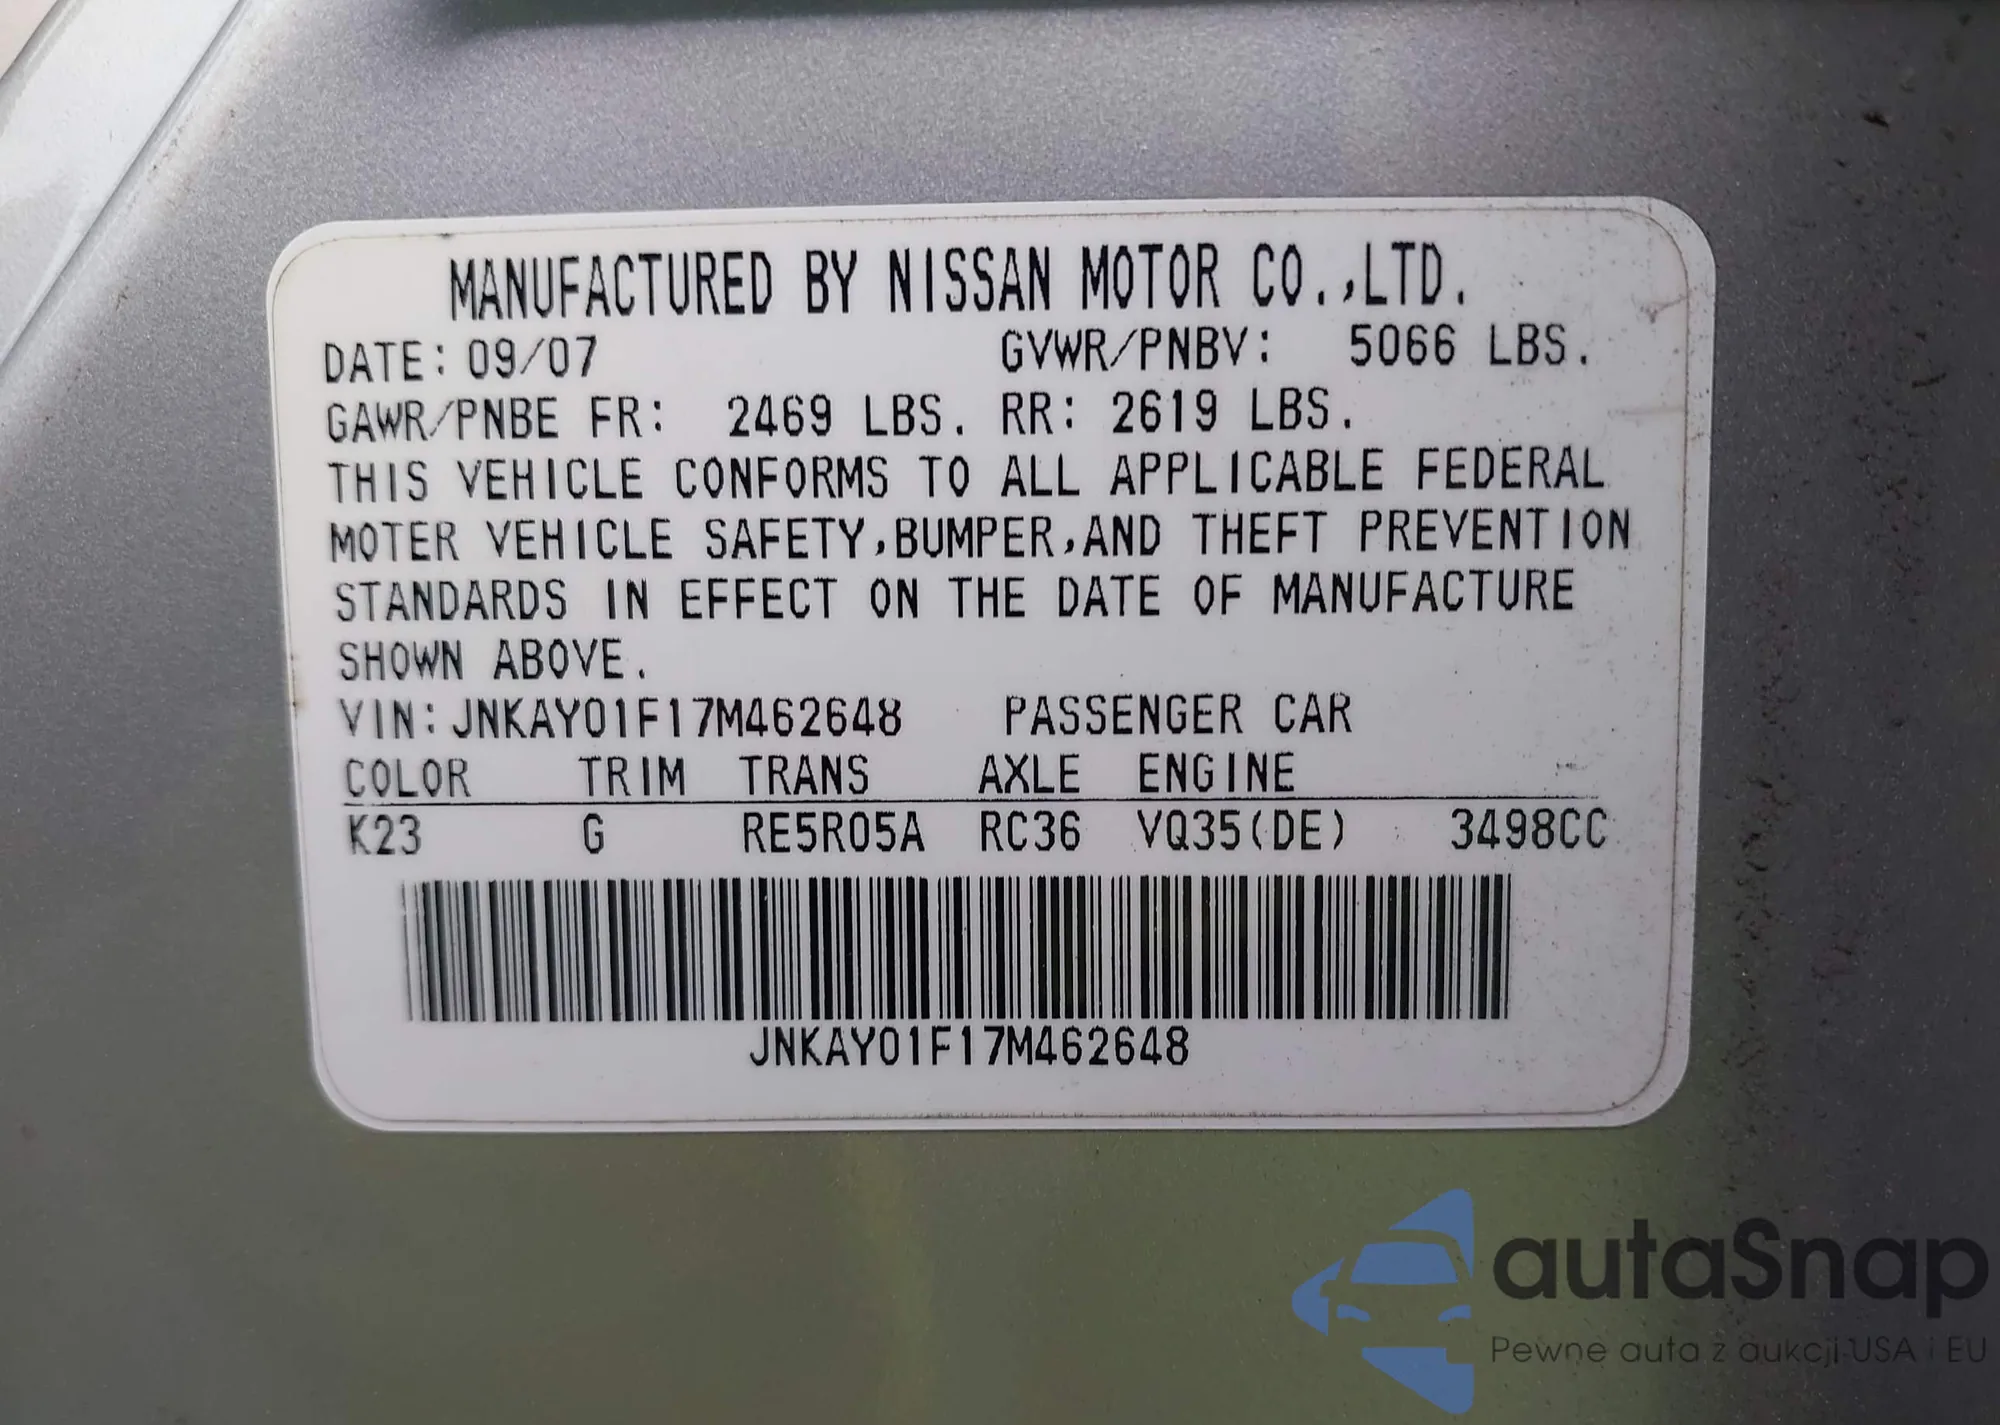 MANUFACTURED BY NISSAN MOTOR CO.,LTD.
DATE: 09/07 GVWR/PNBV: 5066 LBS.
GAWR/PNBE FR: 2469 LBS. RR: 2619 LBS.
THIS VEHICLE CONFORMS TO ALL APPLICABLE FEDERAL
MOTER VEHICLE SAFETY,BUMPER,AND THEFT PREVENTION
STANDARDS IN EFFECT ON THE DATE OF MANUFACTURE
SHOWN ABOVE.
VIN: JNKAY01F17M462648 PASSENGER CAR
COLOR TRIM TRANS AXLE ENGINE
K23 G RE5R05A RC36 VQ35(DE) 3498CC
JNKAY01F17M462648
autaSnap
Pewne auta z aukcji USA i EU